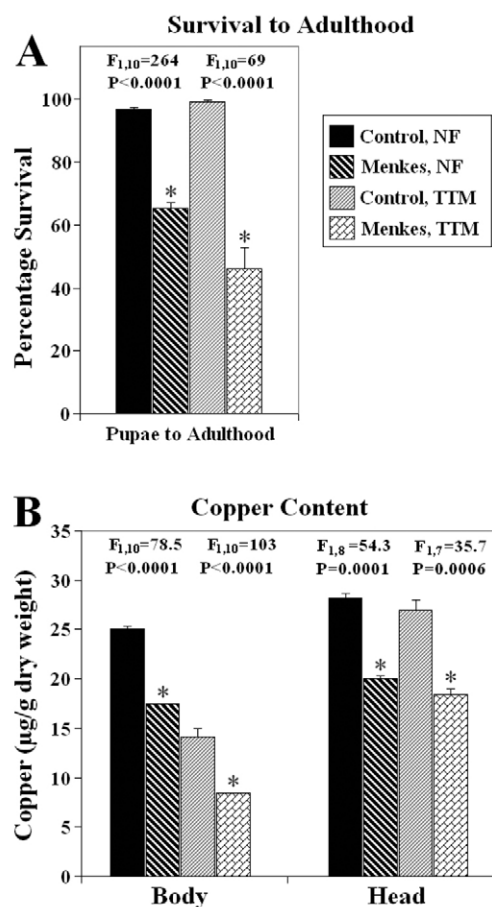 Survival to Adulthood
A
F1,10=264 F1,10=69
P<0.0001 P<0.0001
100
80
60
40
20
0
Percentage Survival
*
*
Pupae to Adulthood
Control, NF
Menkes, NF
Control, TTM
Menkes, TTM
B
Copper Content
F1,10=78.5 F1,10=103 F1,8=54.3 F1,7=35.7
P<0.0001 P<0.0001 P=0.0001 P=0.0006
35
30
25
20
15
10
5
0
Copper (µg/g dry weight)
*
*
*
*
Body Head